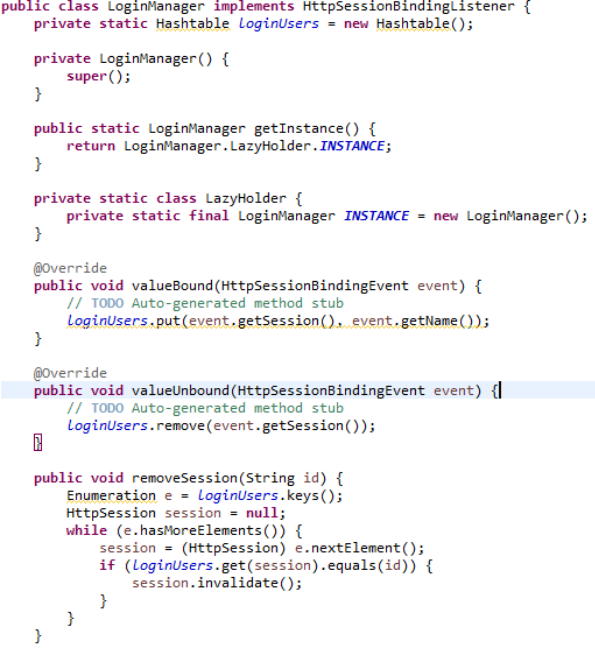 public class LoginManager implements HttpSessionBindingListener {
    private static Hashtable loginUsers = new Hashtable();

    private LoginManager() {
        super();
    }

    public static LoginManager getInstance() {
        return LoginManager.LazyHolder.INSTANCE;
    }

    private static class LazyHolder {
        private static final LoginManager INSTANCE = new LoginManager();
    }

    @Override
    public void valueBound(HttpSessionBindingEvent event) {
        // TODO Auto-generated method stub
        loginUsers.put(event.getSession(), event.getName());
    }

    @Override
    public void valueUnbound(HttpSessionBindingEvent event) {
        // TODO Auto-generated method stub
        loginUsers.remove(event.getSession());
    }

    public void removeSession(String id) {
        Enumeration e = loginUsers.keys();
        HttpSession session = null;
        while (e.hasMoreElements()) {
            session = (HttpSession) e.nextElement();
            if (loginUsers.get(session).equals(id)) {
                session.invalidate();
            }
        }
    }